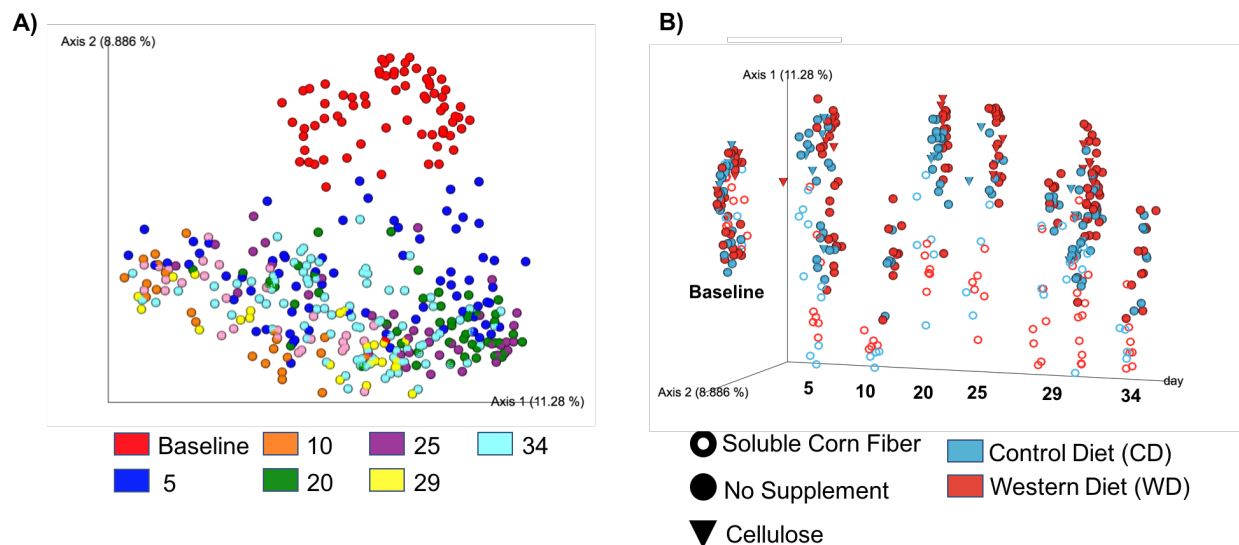 A)
Axis 2 (8.886 %)
Axis 1 (11.28 %)
Baseline
10
25
34
5
20
29
B)
Axis 1 (11.28 %)
Baseline
Axis 2 (8.886 %)
day
5
10
20
25
29
34
Soluble Corn Fiber
No Supplement
Cellulose
Control Diet (CD)
Western Diet (WD)